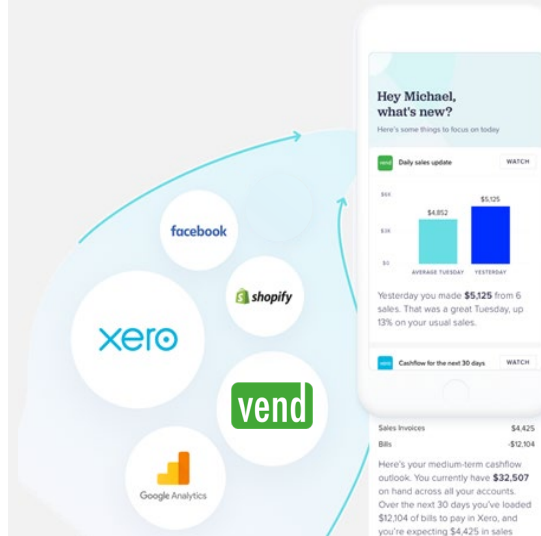 facebook
shopify
xero
vend
Google Analytics
Hey Michael,
what's new?
Here's some things to focus on today
vend Daily sales update WATCH
$6K
$3K
$0
$4,852
$5,125
AVERAGE TUESDAY YESTERDAY
Yesterday you made $5,125 from 6
sales. That was a great Tuesday, up
13% on your usual sales.
xero Cashflow for the next 30 days WATCH
Sales Invoices $4,425
Bills -$12,104
Here's your medium-term cashflow
outlook. You currently have $32,507
on hand across all your accounts.
Over the next 30 days you've loaded
$12,104 of bills to pay in Xero, and
you're expecting $4,425 in sales